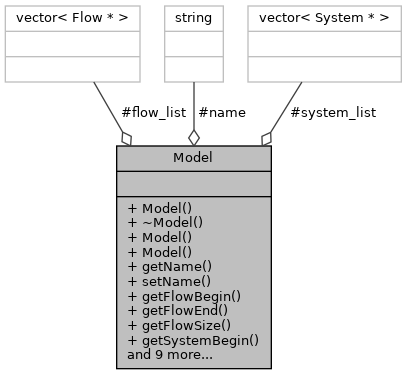 vector< Flow * >
string
vector< System * >
#flow_list
#name
#system_list
Model
+ Model()
+ ~Model()
+ Model()
+ Model()
+ getName()
+ setName()
+ getFlowBegin()
+ getFlowEnd()
+ getFlowSize()
+ getSystemBegin()
and 9 more...